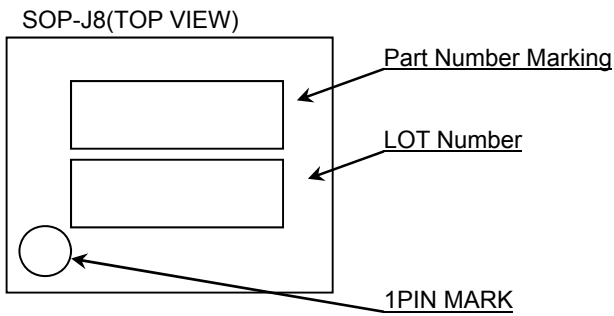 SOP-J8(TOP VIEW)
Part Number Marking
LOT Number
1PIN MARK